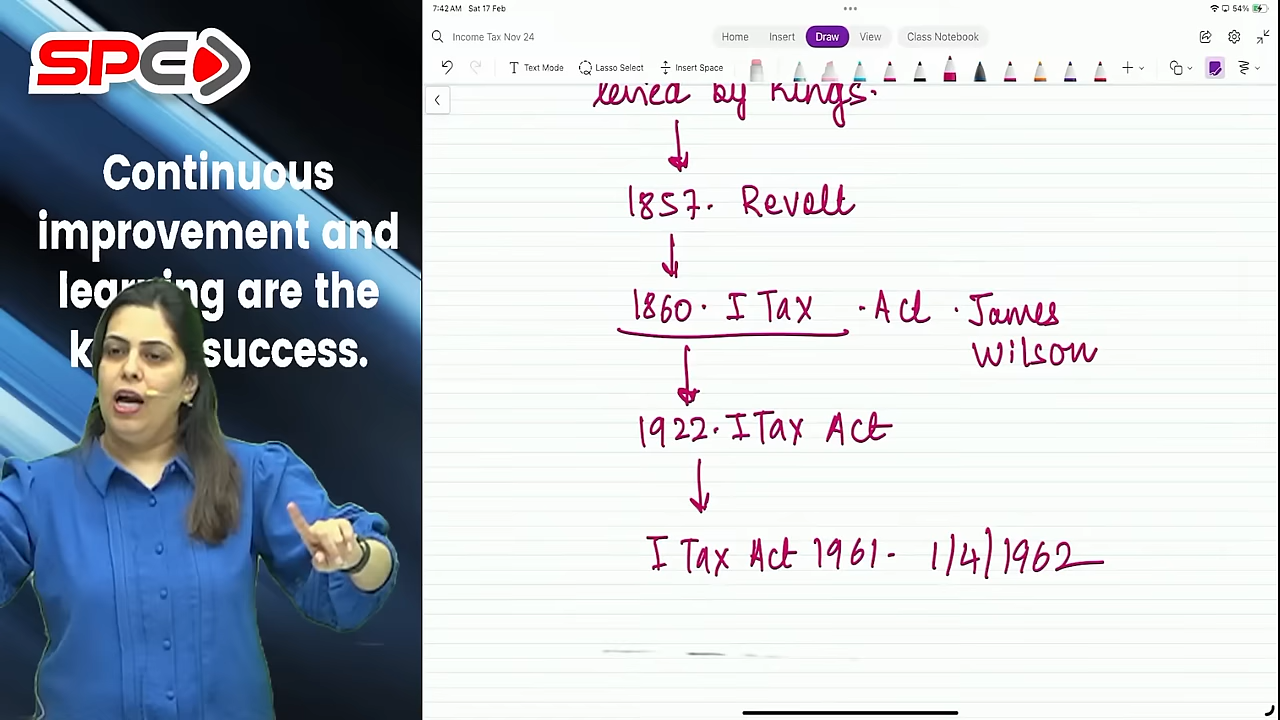 SPC
Continuous
improvement and
learning are the
success.
7:42 AM Sat 17 Feb
54%
Income Tax Nov 24
Home Insert Draw View Class Notebook
Text Mode Lasso Select Insert Space
levied by Kings.
1857. Revolt
1860. I Tax . Act . James
Wilson
1922. I Tax Act
I Tax Act 1961- 1/4/1962